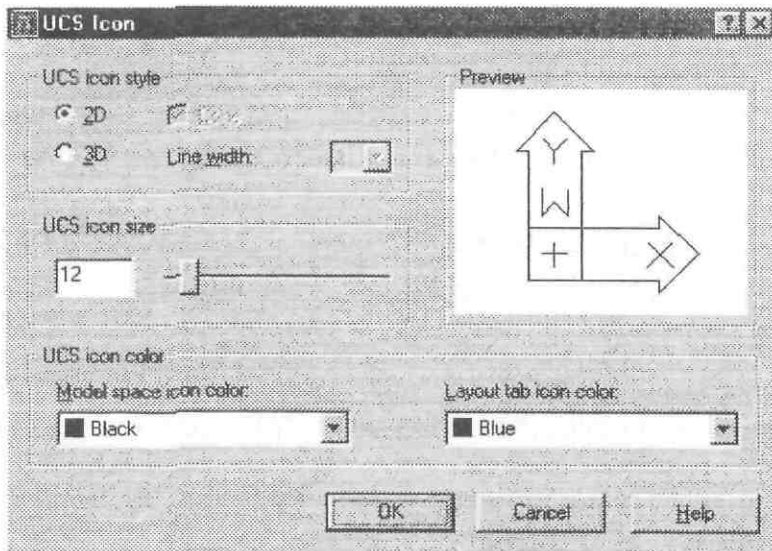 UCS Icon
UCS icon style
2D
3D
Line width:
UCS icon size
12
Preview
Y
W
+
X
UCS icon color
Model space icon color:
Black
Layout tab icon color:
Blue
OK
Cancel
Help